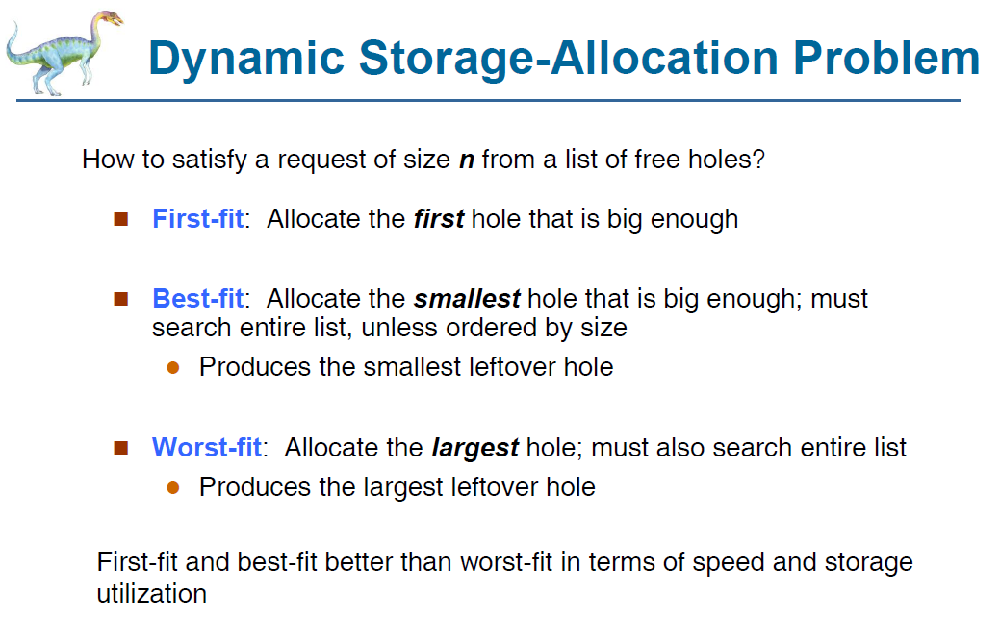 Dynamic Storage-Allocation Problem
How to satisfy a request of size n from a list of free holes?
First-fit: Allocate the first hole that is big enough
Best-fit: Allocate the smallest hole that is big enough; must
search entire list, unless ordered by size
Produces the smallest leftover hole
Worst-fit: Allocate the largest hole; must also search entire list
Produces the largest leftover hole
First-fit and best-fit better than worst-fit in terms of speed and storage
utilization